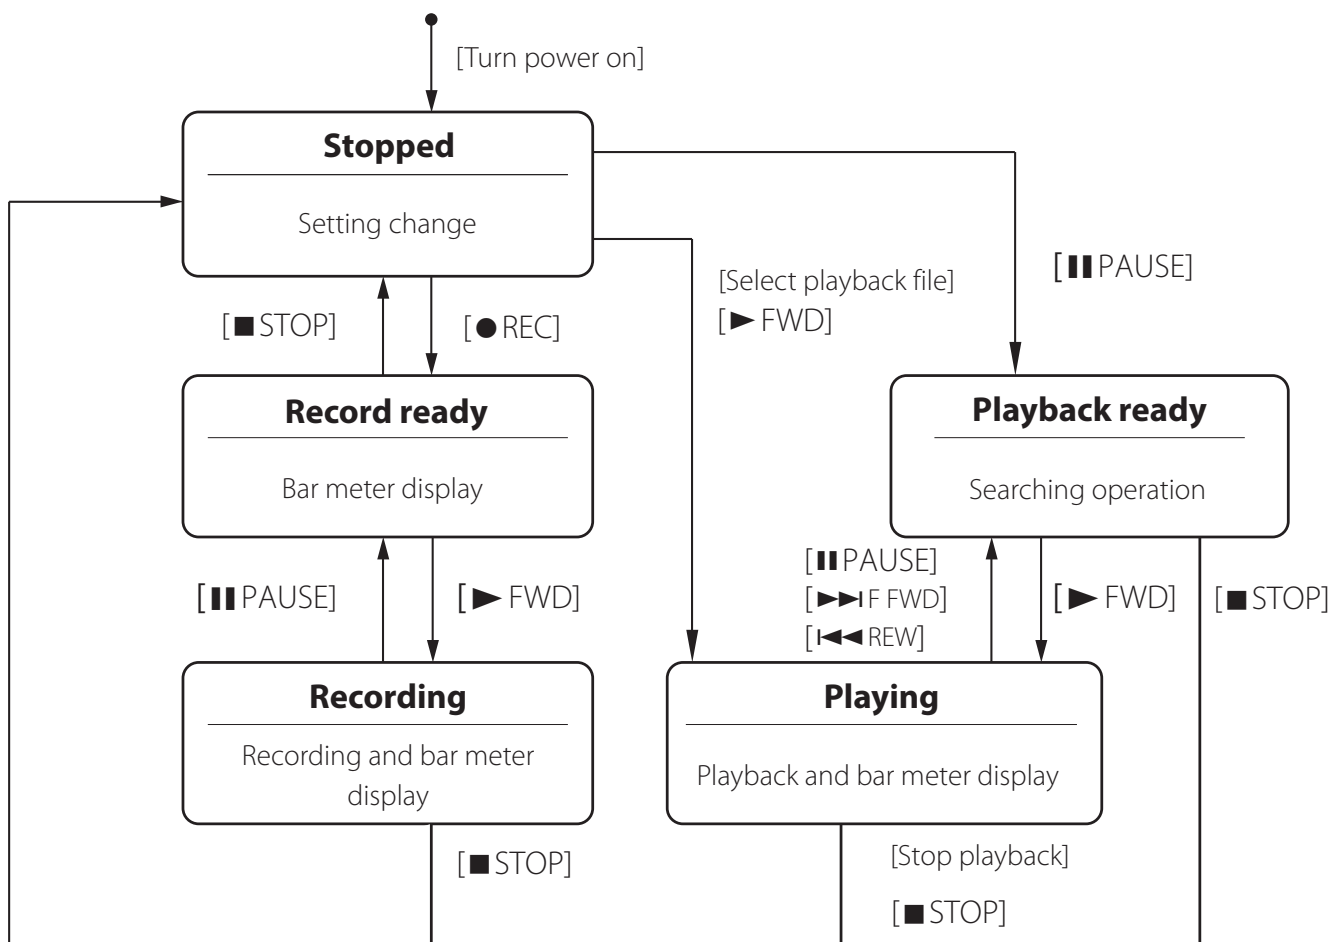 [Turn power on]
Stopped
Setting change
[Select playback file]
[▶ FWD]
[▮▮PAUSE]
[■STOP]
[●REC]
Record ready
Bar meter display
Playback ready
Searching operation
[▮▮PAUSE]
[▶ FWD]
[▮▮PAUSE]
[▶▶I F FWD]
[I◀◀ REW]
[▶ FWD]
[■STOP]
Recording
Recording and bar meter
display
Playing
Playback and bar meter display
[■STOP]
[Stop playback]
[■STOP]